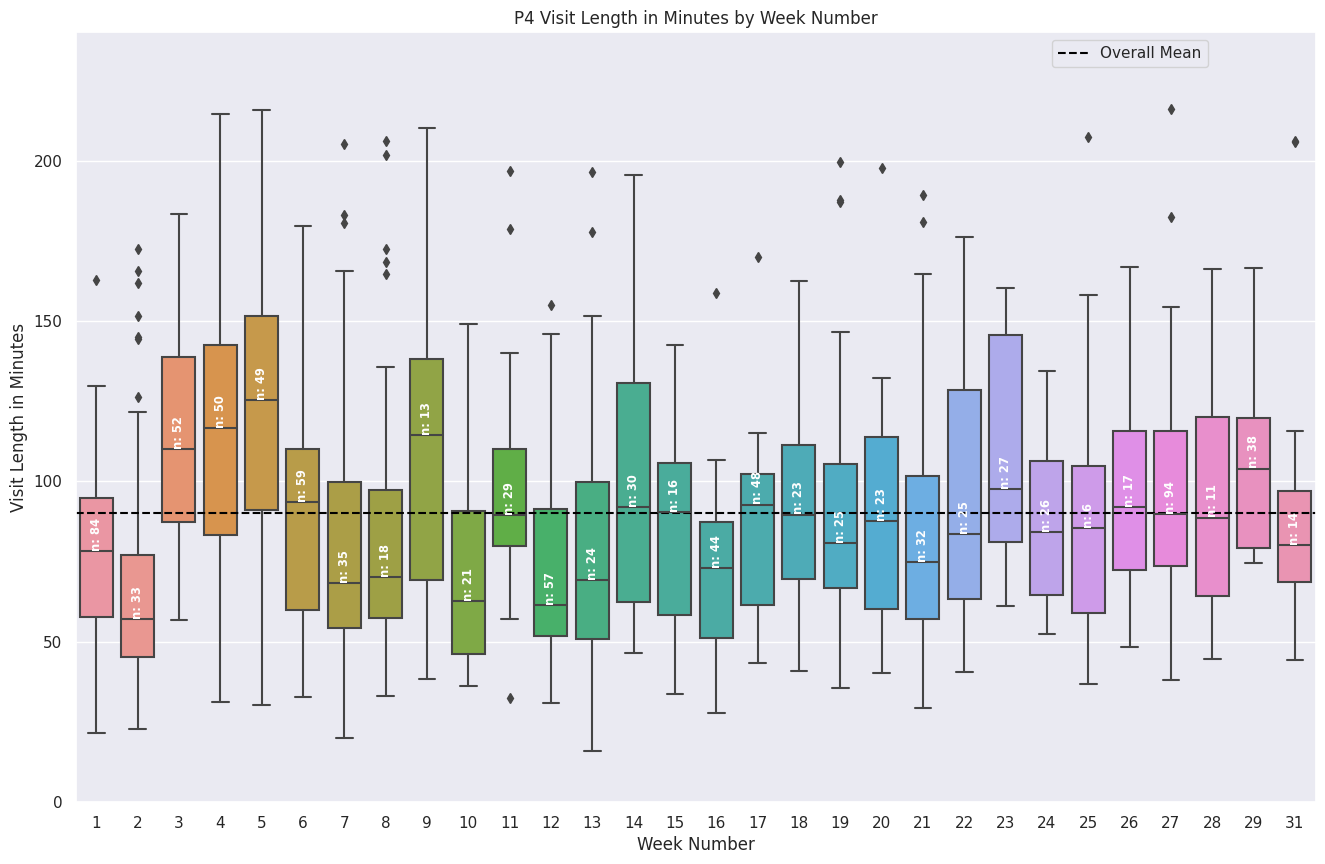 P4 Visit Length in Minutes by Week Number
Overall Mean
Visit Length in Minutes
200
150
100
50
0
n: 84
n: 33
n: 52
n: 50
n: 49
n: 59
n: 35
n: 18
n: 13
n: 21
n: 29
n: 57
n: 24
n: 30
n: 16
n: 44
n: 48
n: 23
n: 25
n: 23
n: 32
n: 25
n: 27
n: 26
n: 6
n: 17
n: 94
n: 11
n: 38
n: 14
1 2 3 4 5 6 7 8 9 10 11 12 13 14 15 16 17 18 19 20 21 22 23 24 25 26 27 28 29 31
Week Number